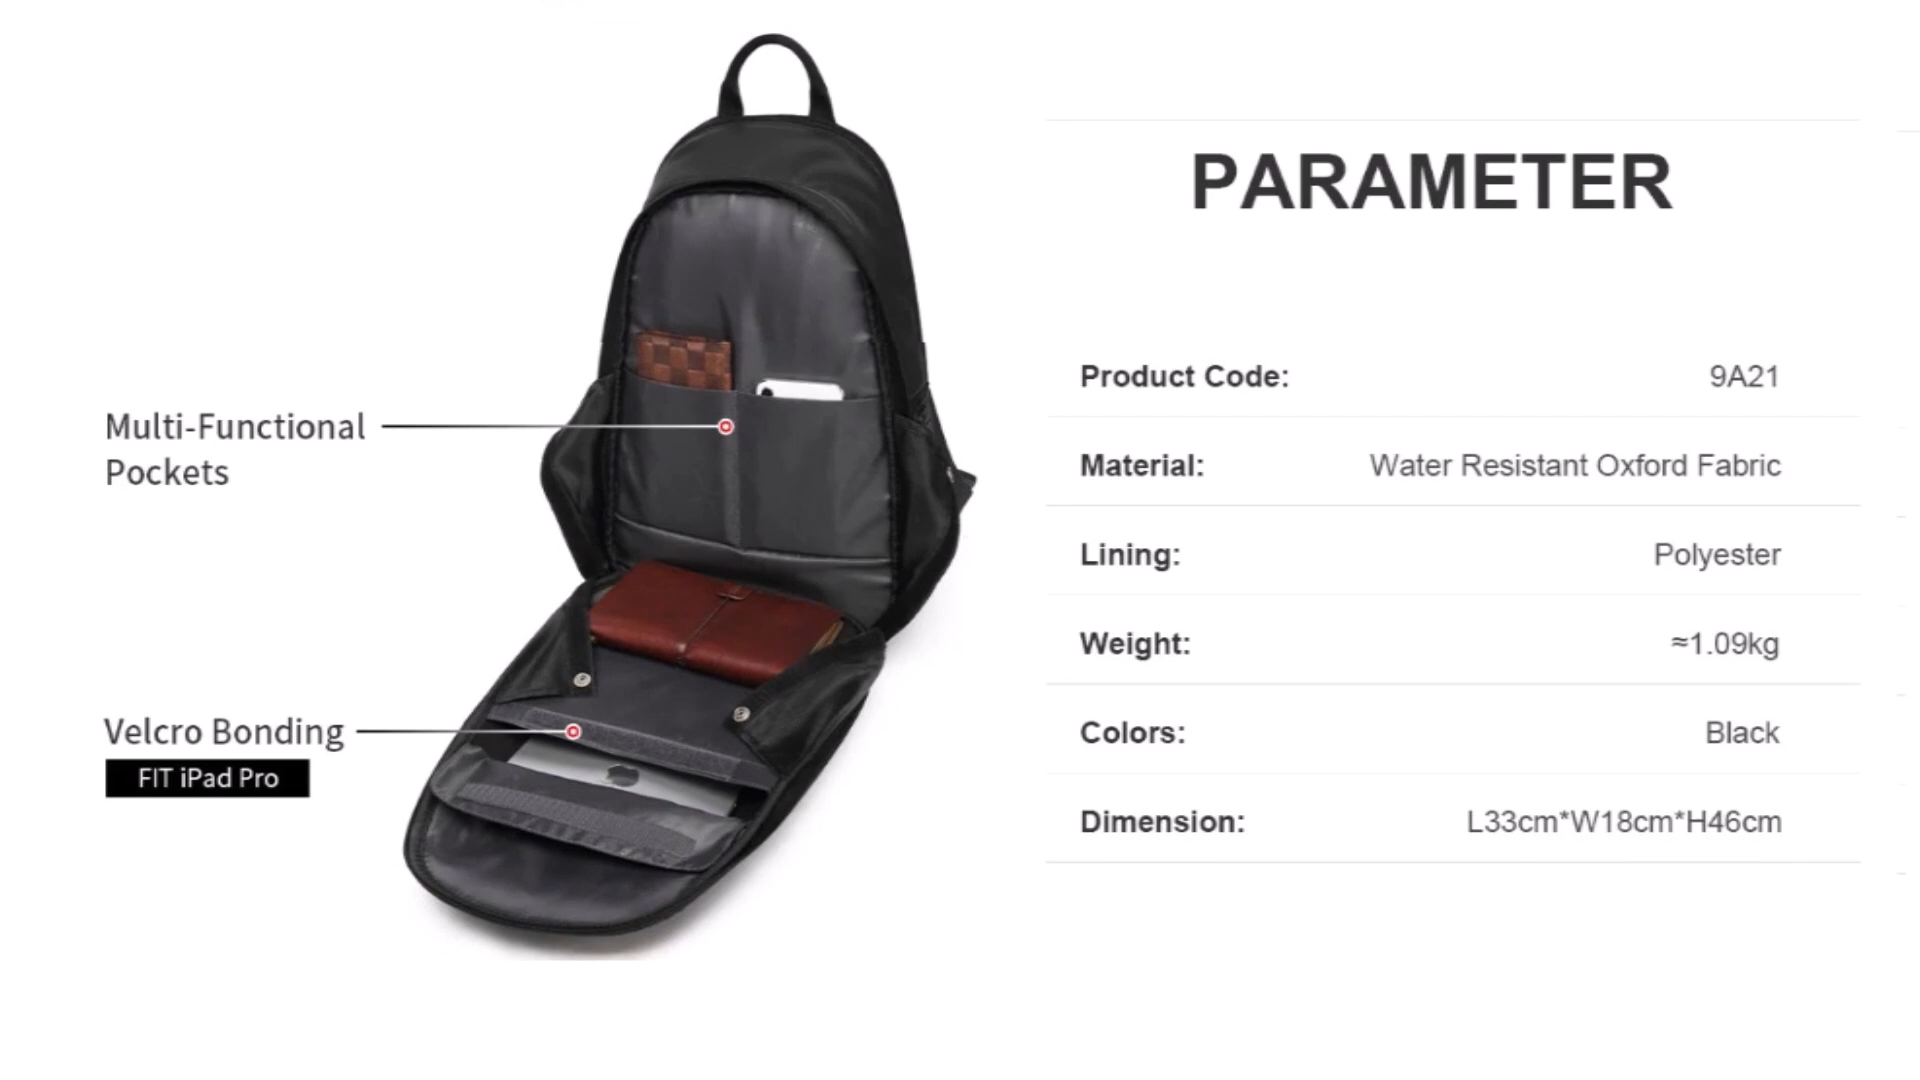 Multi-Functional
Pockets
Velcro Bonding
FIT iPad Pro
PARAMETER
Product Code: 9A21
Material: Water Resistant Oxford Fabric
Lining: Polyester
Weight: ≈1.09kg
Colors: Black
Dimension: L33cm*W18cm*H46cm